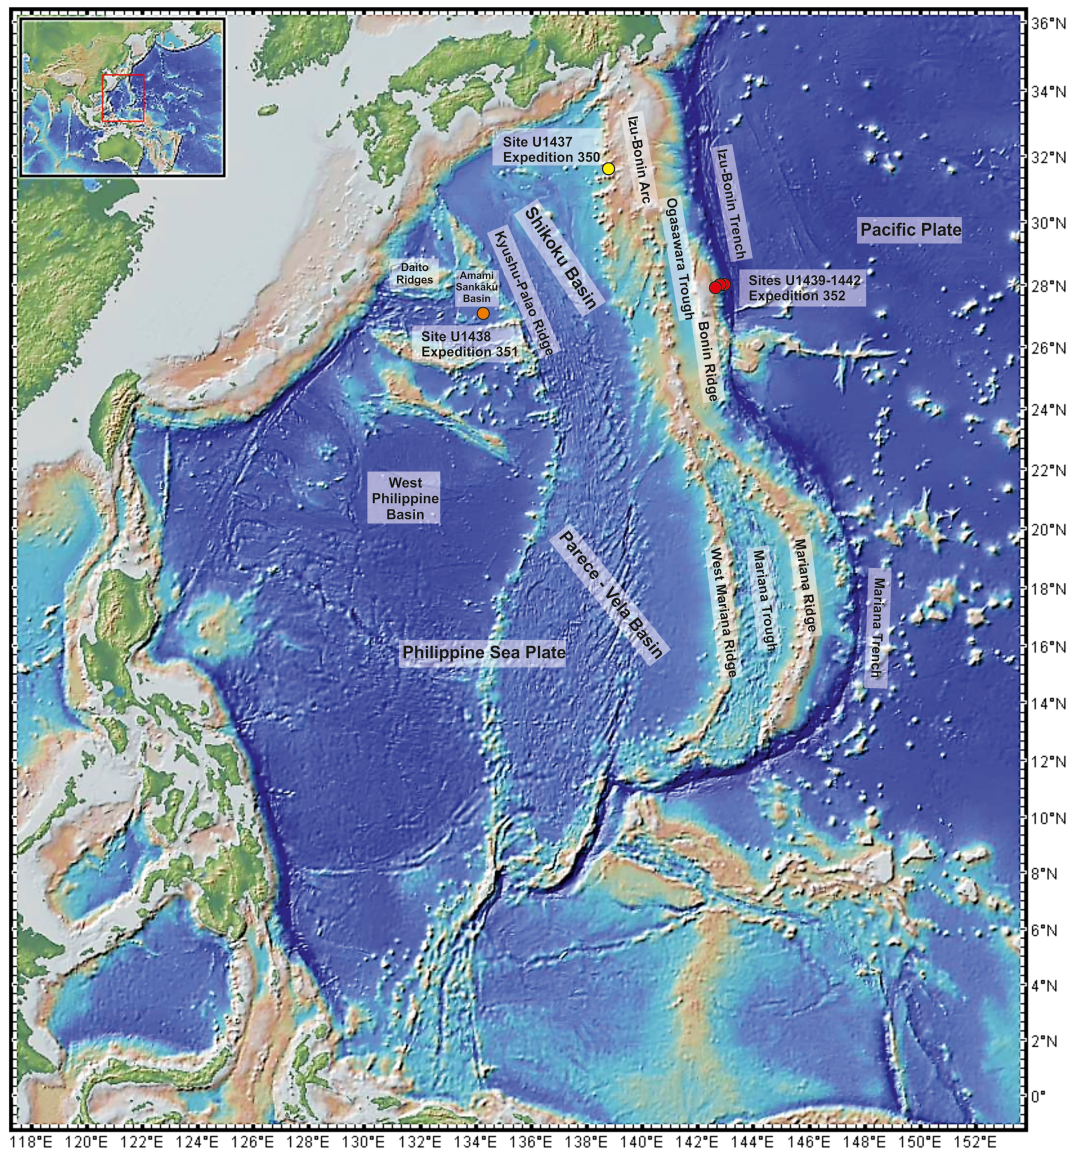 36°N
34°N
32°N
30°N
28°N
26°N
24°N
22°N
20°N
18°N
16°N
14°N
12°N
10°N
8°N
6°N
4°N
2°N
0°
Site U1437
Expedition 350
Izu-Bonin Arc
Izu-Bonin Trench
Pacific Plate
Ogasawara Trough
Shikoku Basin
Kyushu-Palao Ridge
Daito
Ridges
Amami
Sankaku
Basin
Sites U1439-1442
Expedition 352
Site U1438
Expedition 351
Bonin Ridge
West
Philippine
Basin
Parece - Vela Basin
West Mariana Ridge
Mariana Trough
Mariana Ridge
Mariana Trench
Philippine Sea Plate
118°E 120°E 122°E 124°E 126°E 128°E 130°E 132°E 134°E 136°E 138°E 140°E 142°E 144°E 146°E 148°E 150°E 152°E